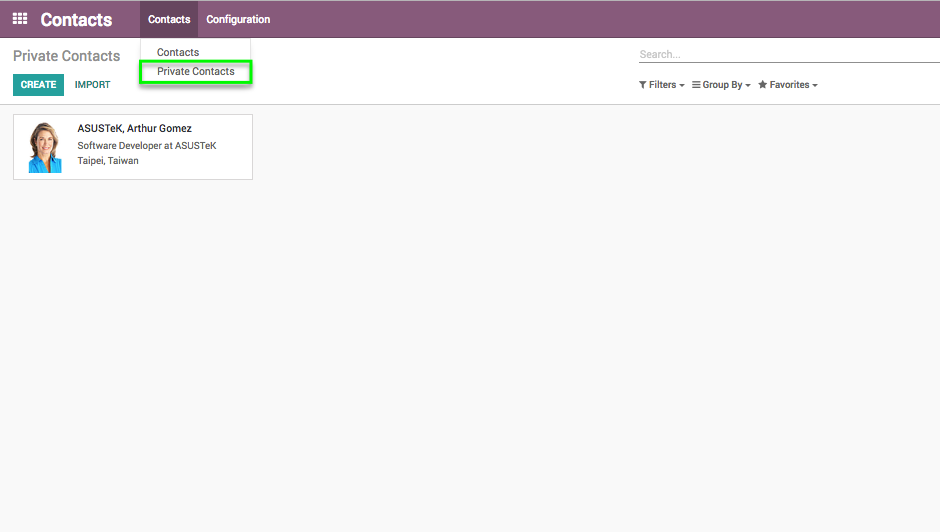 Contacts Contacts Configuration
Contacts
Private Contacts
Private Contacts
Search...
CREATE IMPORT
Filters Group By Favorites
ASUSTeK, Arthur Gomez
Software Developer at ASUSTeK
Taipei, Taiwan